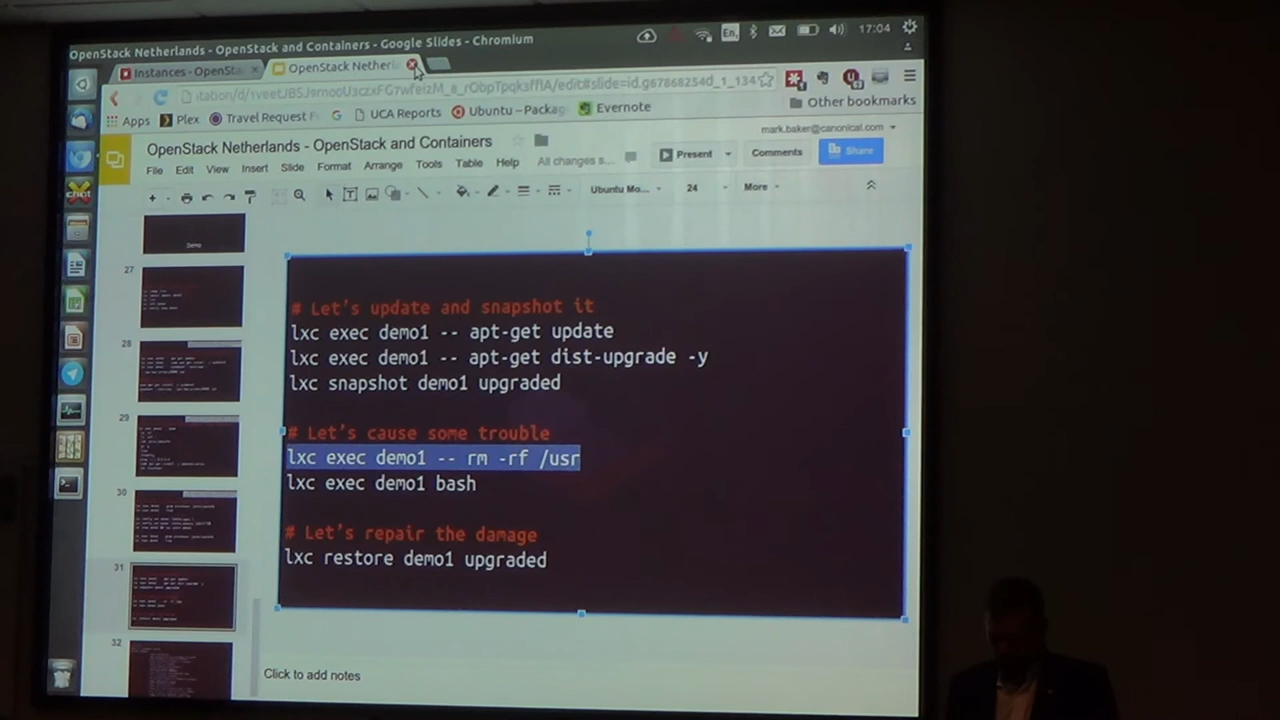 OpenStack Netherlands - OpenStack and Containers - Google Slides - Chromium
En,
17:04
Instances - OpenSta
OpenStack Netherl
Apps
Plex
Travel Request F
UCA Reports
Ubuntu – Packag
Evernote
Other bookmarks
mark.baker@canonical.com
OpenStack Netherlands - OpenStack and Containers
File Edit View Insert Slide Format Arrange Tools Table Help All changes s...
Present
Comments
Share
Ubuntu Mo...
24
More
Demo
27
28
29
30
31
32
# Let's update and snapshot it
lxc exec demo1 -- apt-get update
lxc exec demo1 -- apt-get dist-upgrade -y
lxc snapshot demo1 upgraded
# Let's cause some trouble
lxc exec demo1 -- rm -rf /usr
lxc exec demo1 bash
# Let's repair the damage
lxc restore demo1 upgraded
Click to add notes